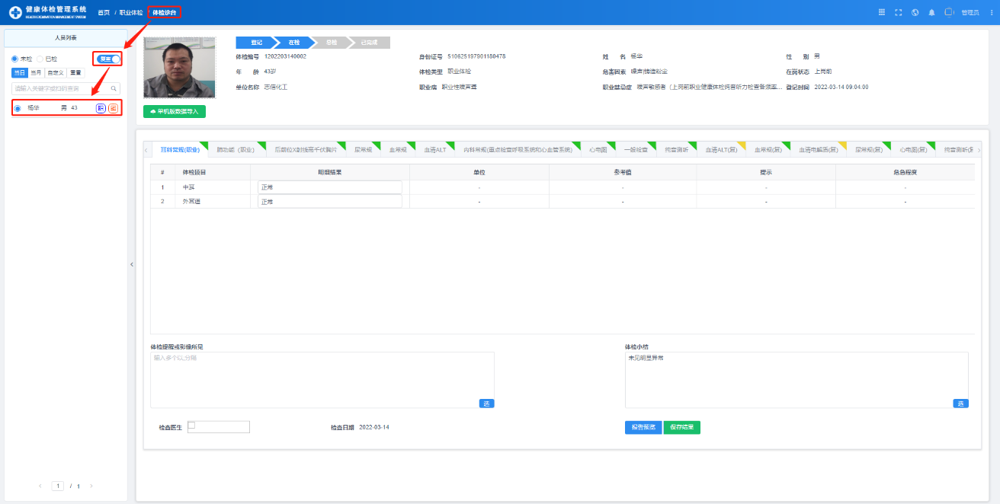 健康体检管理系统
HEALTH EXAMINATION MANAGEMENT SYSTEM
首页 / 职业体检 / 体检诊台
管理员
人员列表
未检 已检 复查
当日 当月 自定义 重置
请输入关键字或扫码查询
杨华 男 43 职
登记 在检 总检 已完成
体检编号 1202203140002 身份证号 510625197901180478 姓 名 杨华 性 别 男
年 龄 43岁 体检类型 职业体检 危害因素 噪声|铸造粉尘 在岗状态 上岗前
单位名称 志信化工 职业病 职业性噪声聋 职业禁忌症 噪声敏感者（上岗前职业健康体检纯音听力检查各频率... 登记时间 2022-03-14 09:04:00
单机版数据导入
耳科常规(职业) 肺功能（职业） 后前位X射线高千伏胸片 尿常规 血常规 血清ALT 内科常规(重点检查呼吸系统和心血管系统) 心电图 一般检查 纯音测听 血清ALT(复) 血常规(复) 血清电解质(复) 尿常规(复) 心电图(复) 纯音测听(复
# 体检项目 明细结果 单位 参考值 提示 危急程度
1 中耳 正常 - - - -
2 外耳道 正常 - - - -
体检提醒或影像所见 体检小结
输入多个以;分隔 未见明显异常
选 选
检查医生 检查日期 2022-03-14 报告预览 保存结果
1 / 1